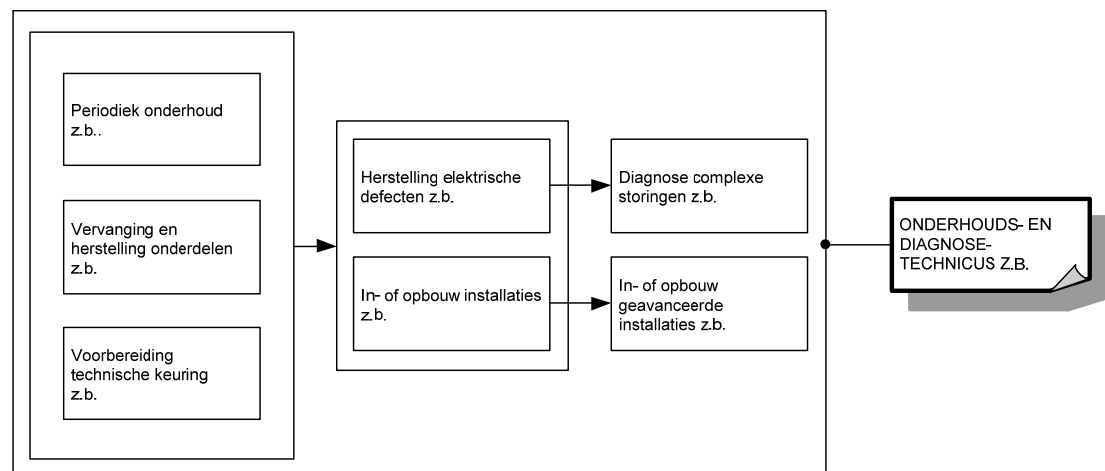 Periodiek onderhoud
z.b..
Vervanging en
herstelling onderdelen
z.b.
Voorbereiding
technische keuring
z.b.
Herstelling elektrische
defecten z.b.
In- of opbouw installaties
z.b.
Diagnose complexe
storingen z.b.
In- of opbouw
geavanceerde
installaties z.b.
ONDERHOUDS- EN
DIAGNOSE-
TECHNICUS Z.B.